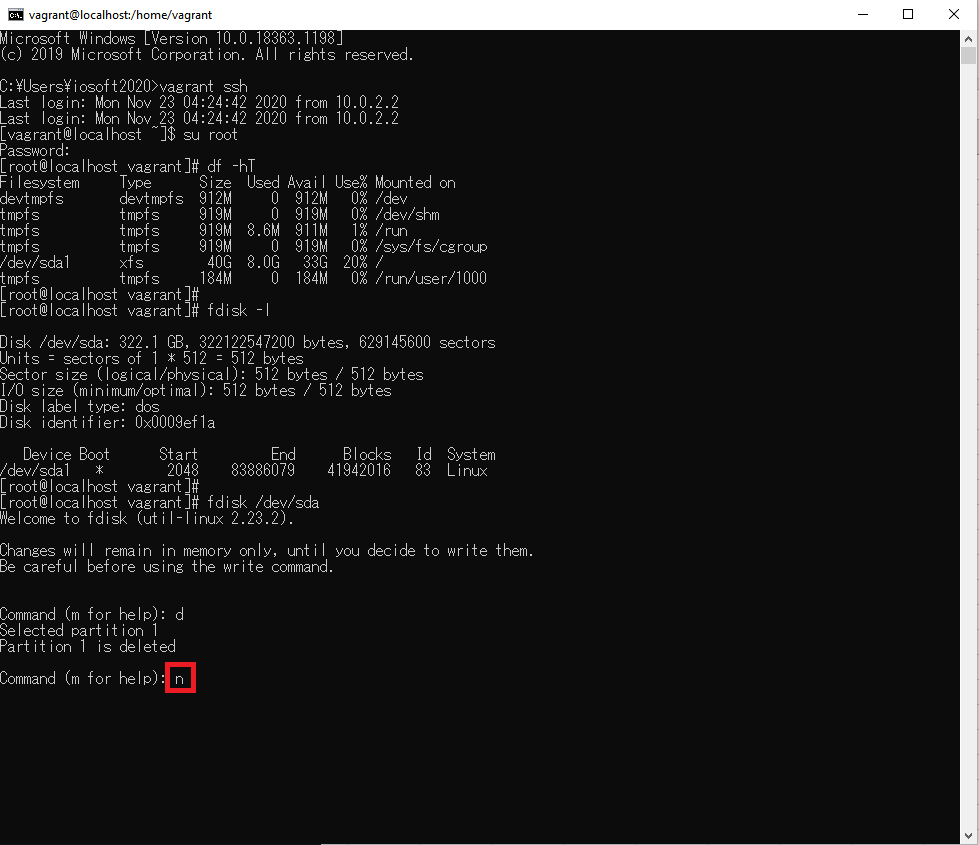 vagrant@localhost:/home/vagrant
Microsoft Windows [Version 10.0.18363.1198]
(c) 2019 Microsoft Corporation. All rights reserved.
C:¥Users¥iosoft2020>vagrant ssh
Last login: Mon Nov 23 04:24:42 2020 from 10.0.2.2
Last login: Mon Nov 23 04:24:42 2020 from 10.0.2.2
[vagrant@localhost ~]$ su root
Password:
[root@localhost vagrant]# df -hT
Filesystem     Type      Size  Used Avail Use% Mounted on
devtmpfs       devtmpfs  912M     0  912M   0% /dev
tmpfs          tmpfs     919M     0  919M   0% /dev/shm
tmpfs          tmpfs     919M  8.6M  911M   1% /run
tmpfs          tmpfs     919M     0  919M   0% /sys/fs/cgroup
/dev/sda1      xfs        40G  8.0G   33G  20% /
tmpfs          tmpfs     184M     0  184M   0% /run/user/1000
[root@localhost vagrant]#
[root@localhost vagrant]# fdisk -l
Disk /dev/sda: 322.1 GB, 322122547200 bytes, 629145600 sectors
Units = sectors of 1 * 512 = 512 bytes
Sector size (logical/physical): 512 bytes / 512 bytes
I/O size (minimum/optimal): 512 bytes / 512 bytes
Disk label type: dos
Disk identifier: 0x0009ef1a
   Device Boot      Start         End      Blocks   Id  System
/dev/sda1   *        2048    83886079    41942016   83  Linux
[root@localhost vagrant]#
[root@localhost vagrant]# fdisk /dev/sda
Welcome to fdisk (util-linux 2.23.2).
Changes will remain in memory only, until you decide to write them.
Be careful before using the write command.
Command (m for help): d
Selected partition 1
Partition 1 is deleted
Command (m for help): n